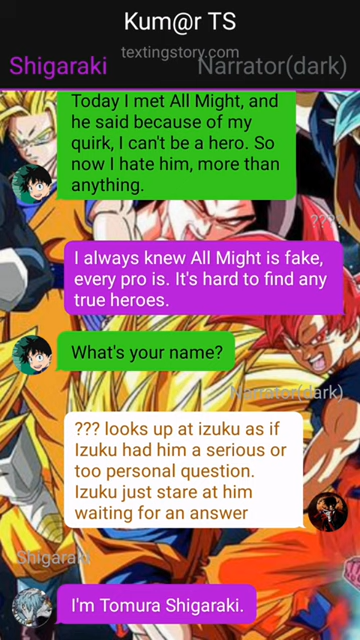 Kum@r TS
textingstory.com
Shigaraki
Narrator(dark)
Today I met All Might, and
he said because of my
quirk, I can't be a hero. So
now I hate him, more than
anything.
????
I always knew All Might is fake,
every pro is. It's hard to find any
true heroes.
What's your name?
Narrator(dark)
??? looks up at izuku as if
Izuku had him a serious or
too personal question.
Izuku just stare at him
waiting for an answer
Shigaraki
I'm Tomura Shigaraki.